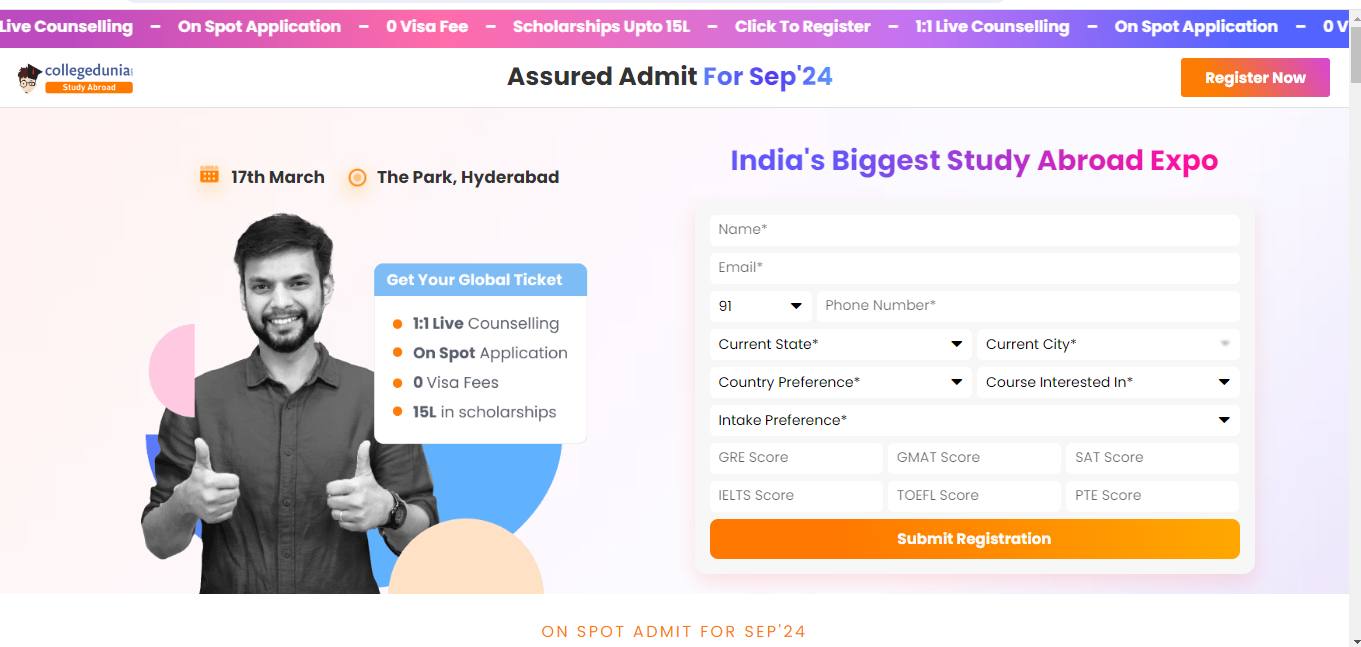 Live Counselling – On Spot Application – 0 Visa Fee – Scholarships Upto 15L – Click To Register – 1:1 Live Counselling – On Spot Application – 0 V
collegedunia
Study Abroad
Assured Admit For Sep'24
Register Now
17th March
The Park, Hyderabad
Get Your Global Ticket
1:1 Live Counselling
On Spot Application
0 Visa Fees
15L in scholarships
India's Biggest Study Abroad Expo
Name*
Email*
91
Phone Number*
Current State*
Current City*
Country Preference*
Course Interested In*
Intake Preference*
GRE Score
GMAT Score
SAT Score
IELTS Score
TOEFL Score
PTE Score
Submit Registration
ON SPOT ADMIT FOR SEP'24